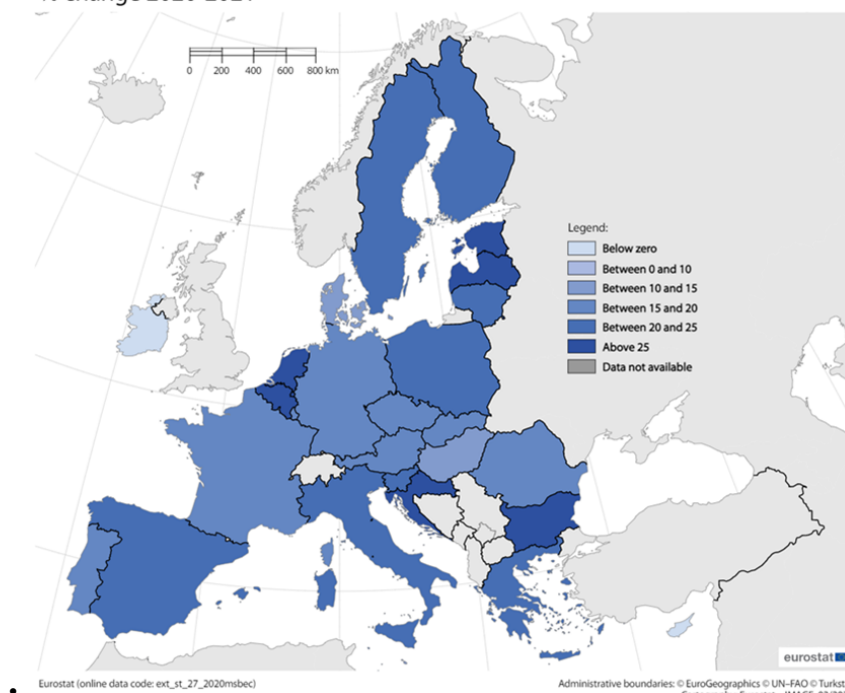 0 200 400 600 800 km
Legend:
Below zero
Between 0 and 10
Between 10 and 15
Between 15 and 20
Between 20 and 25
Above 25
Data not available
eurostat
Eurostat (online data code: ext_st_27_2020msbec)
Administrative boundaries: © EuroGeographics © UN–FAO © Turkst